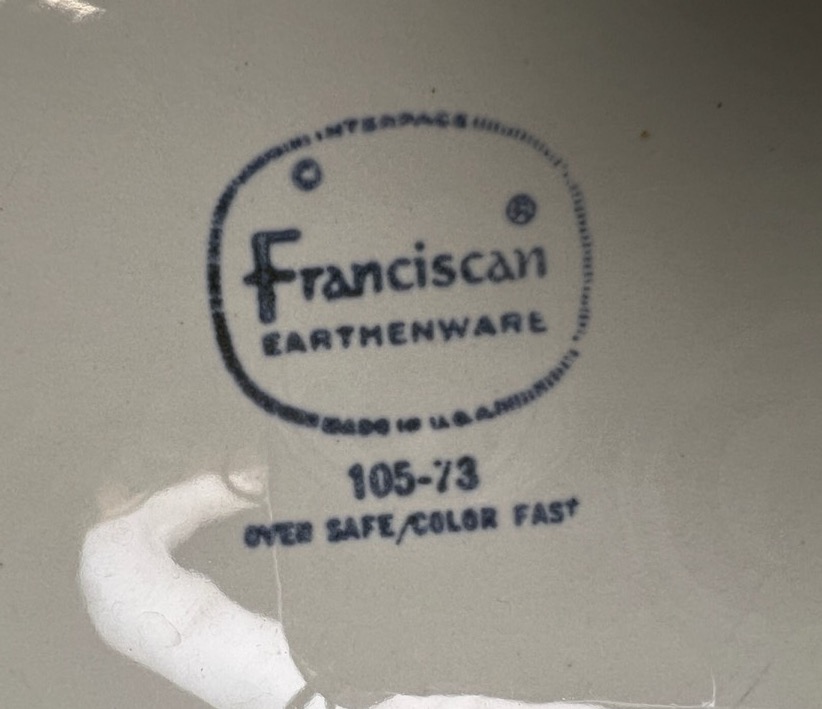 INTERPACE
©
®
Franciscan
EARTHENWARE
MADE IN U.S.A.
105-73
OVEN SAFE/COLOR FAST